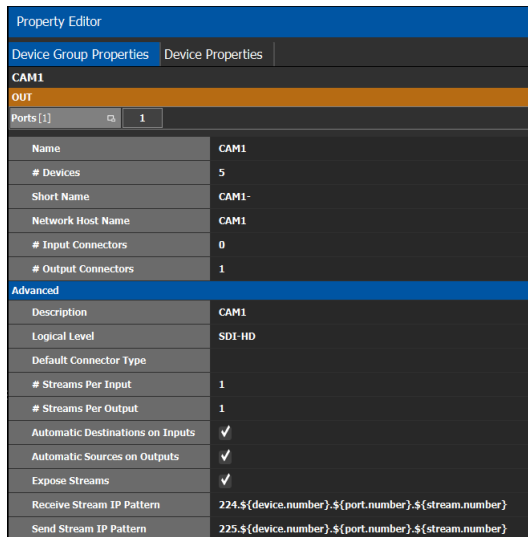 Property Editor
Device Group Properties Device Properties
CAM1
OUT
Ports [1] 1
Name CAM1
# Devices 5
Short Name CAM1-
Network Host Name CAM1
# Input Connectors 0
# Output Connectors 1
Advanced
Description CAM1
Logical Level SDI-HD
Default Connector Type
# Streams Per Input 1
# Streams Per Output 1
Automatic Destinations on Inputs
Automatic Sources on Outputs
Expose Streams
Receive Stream IP Pattern 224.${device.number}.${port.number}.${stream.number}
Send Stream IP Pattern 225.${device.number}.${port.number}.${stream.number}